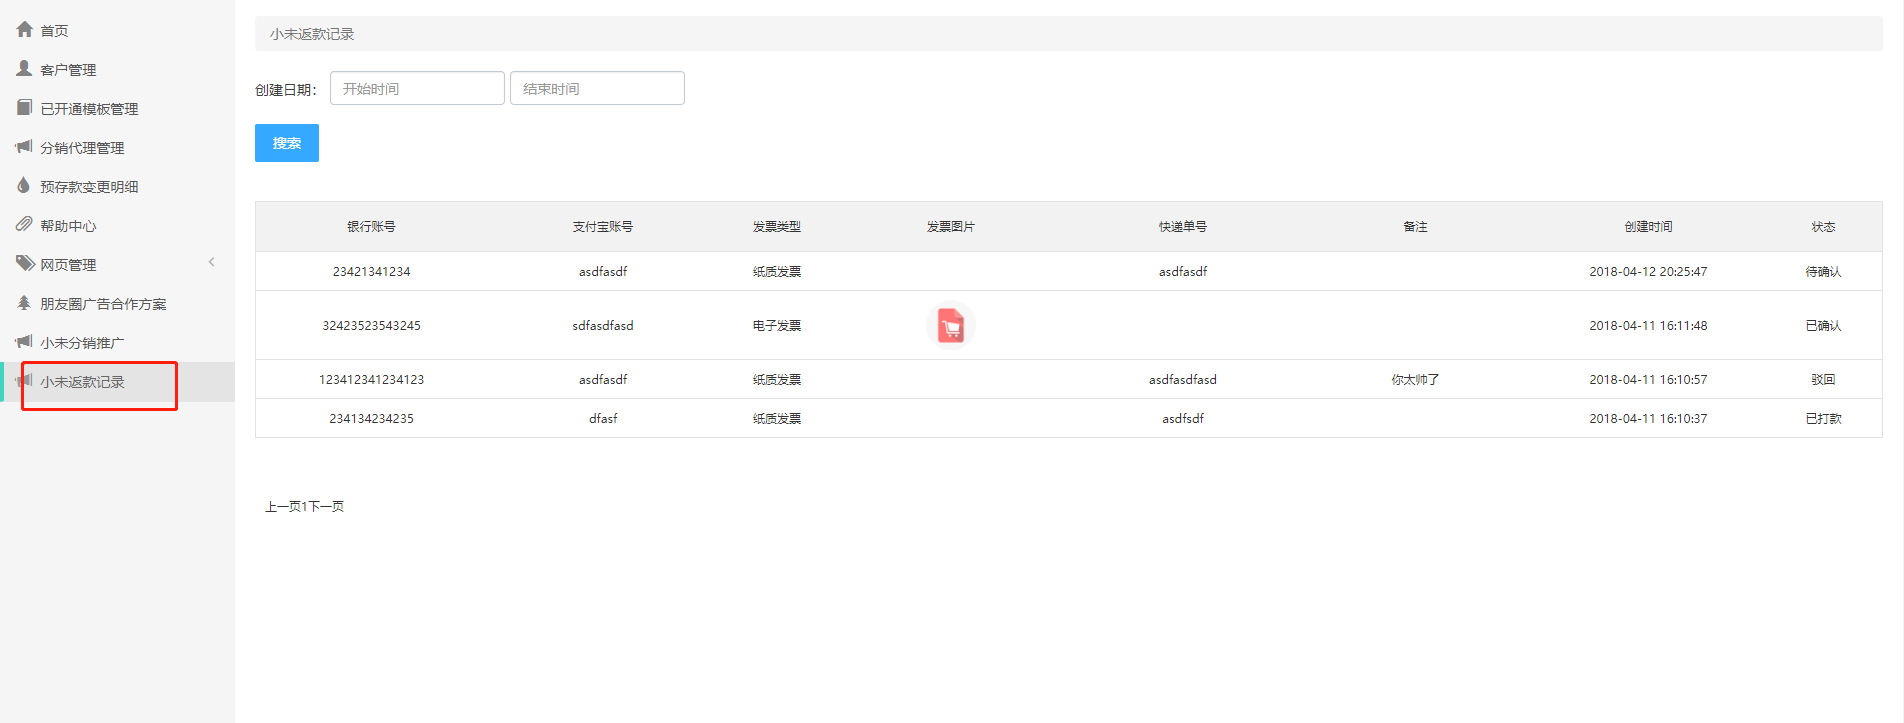 首页
客户管理
已开通模板管理
分销代理管理
预存款变更明细
帮助中心
网页管理
朋友圈广告合作方案
小未分销推广
小未返款记录
小未返款记录
创建日期： 开始时间 结束时间
搜索
银行账号 支付宝账号 发票类型 发票图片 快递单号 备注 创建时间 状态
23421341234 asdfasdf 纸质发票 asdfasdf 2018-04-12 20:25:47 待确认
32423523543245 sdfasdfasd 电子发票 2018-04-11 16:11:48 已确认
123412341234123 asdfasdf 纸质发票 asdfasdfasd 你太帅了 2018-04-11 16:10:57 驳回
234134234235 dfasf 纸质发票 asdfsdf 2018-04-11 16:10:37 已打款
上一页1下一页